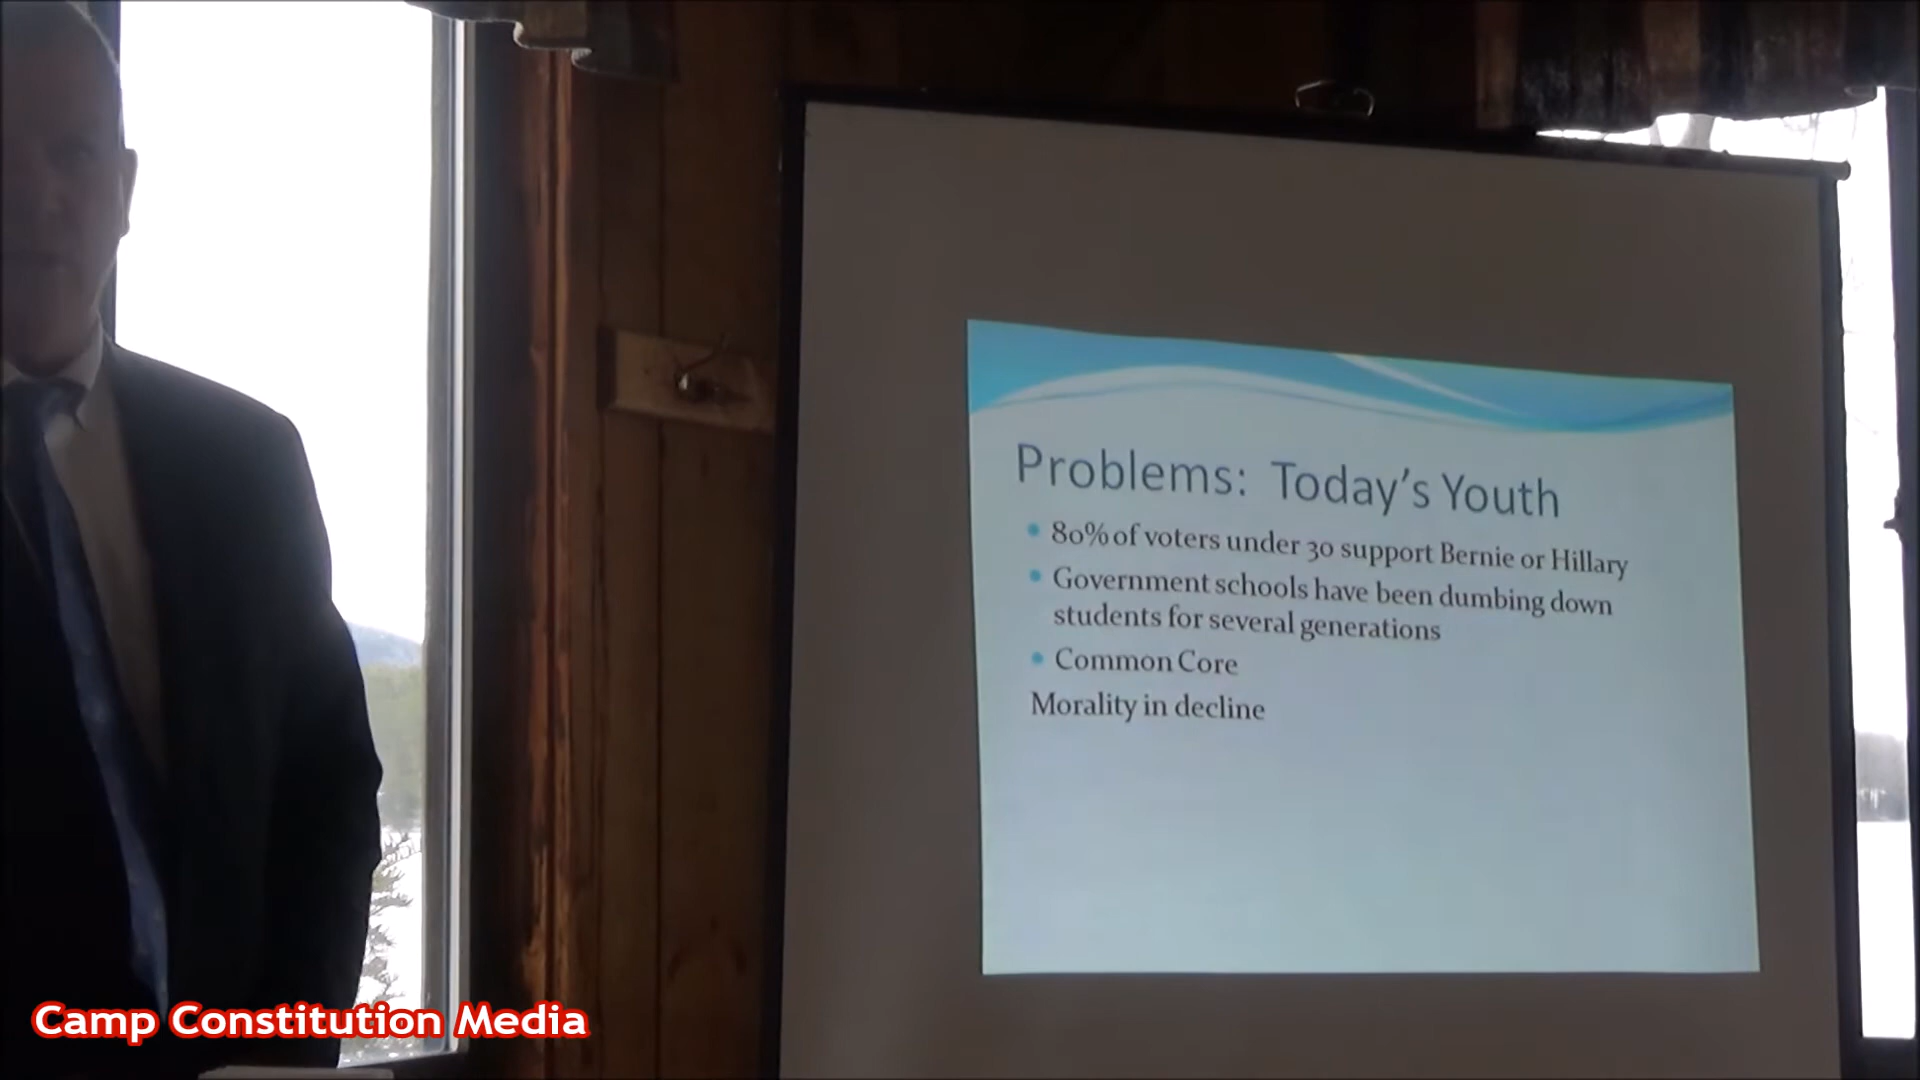 Problems: Today's Youth
• 80% of voters under 30 support Bernie or Hillary
• Government schools have been dumbing down
students for several generations
• Common Core
Morality in decline
Camp Constitution Media